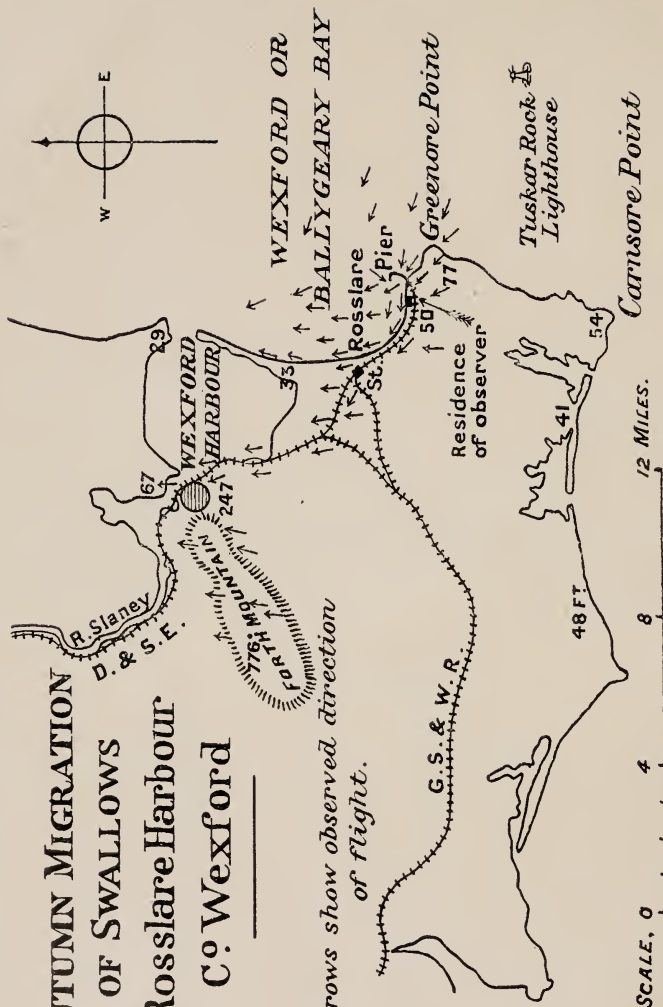 UTUMN MIGRATION
OF SWALLOWS
Rosslare Harbour
Co Wexford
rows show observed direction
of flight.
W
E
R. Slaney
D. & S.E.
67
29
WEXFORD
HARBOUR
247
776
FORTH MOUNTAIN
33
WEXFORD OR
BALLYGEARY BAY
Rosslare
St.
Pier
50
77
Greenore Point
Residence
of observer
Tuskar Rock
Lighthouse
G.S. & W.R.
48 FT
41
54
Carnsore Point
SCALE, 0
4
8
12 MILES.